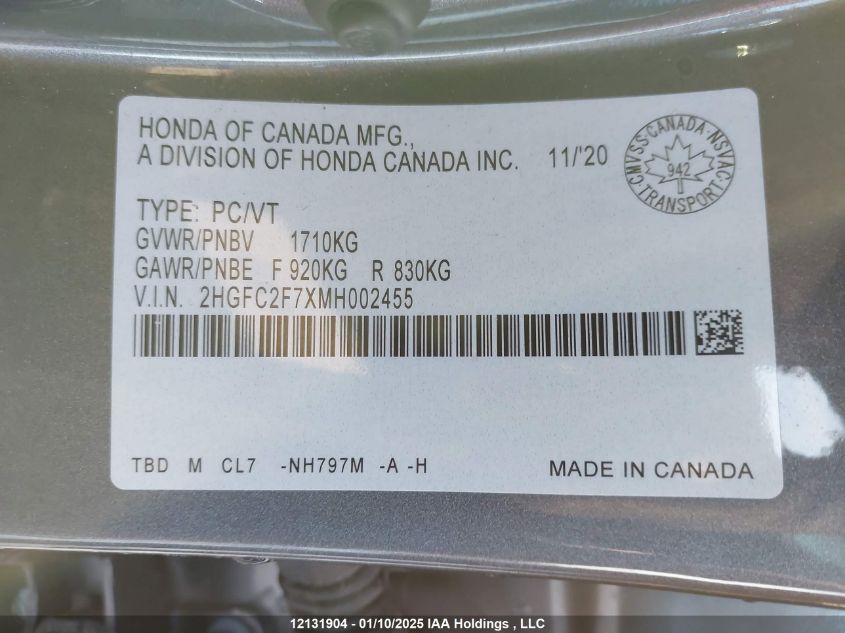 HONDA OF CANADA MFG.,
A DIVISION OF HONDA CANADA INC. 11/'20
CMVSS·CANADA·NSVAC·TRANSPORT·
942
TYPE: PC/VT
GVWR/PNBV 1710KG
GAWR/PNBE F 920KG R 830KG
V.I.N. 2HGFC2F7XMH002455
TBD M CL7 -NH797M -A -H MADE IN CANADA
12131904 - 01/10/2025 IAA Holdings , LLC